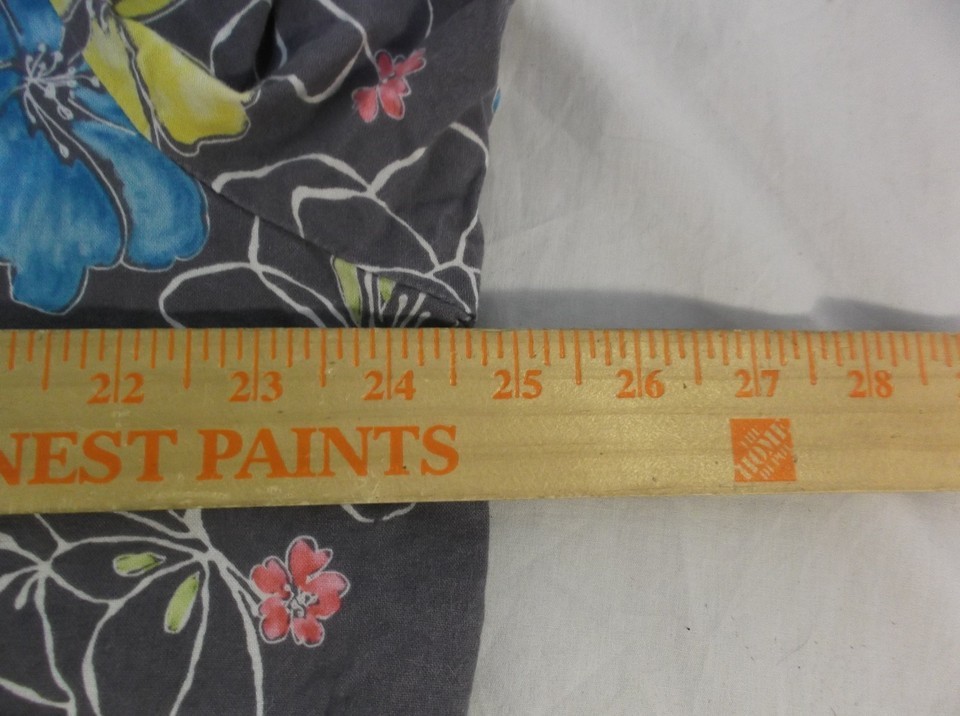 22 23 24 25 26 27 28
NEST PAINTS
THE
HOME
DEPOT